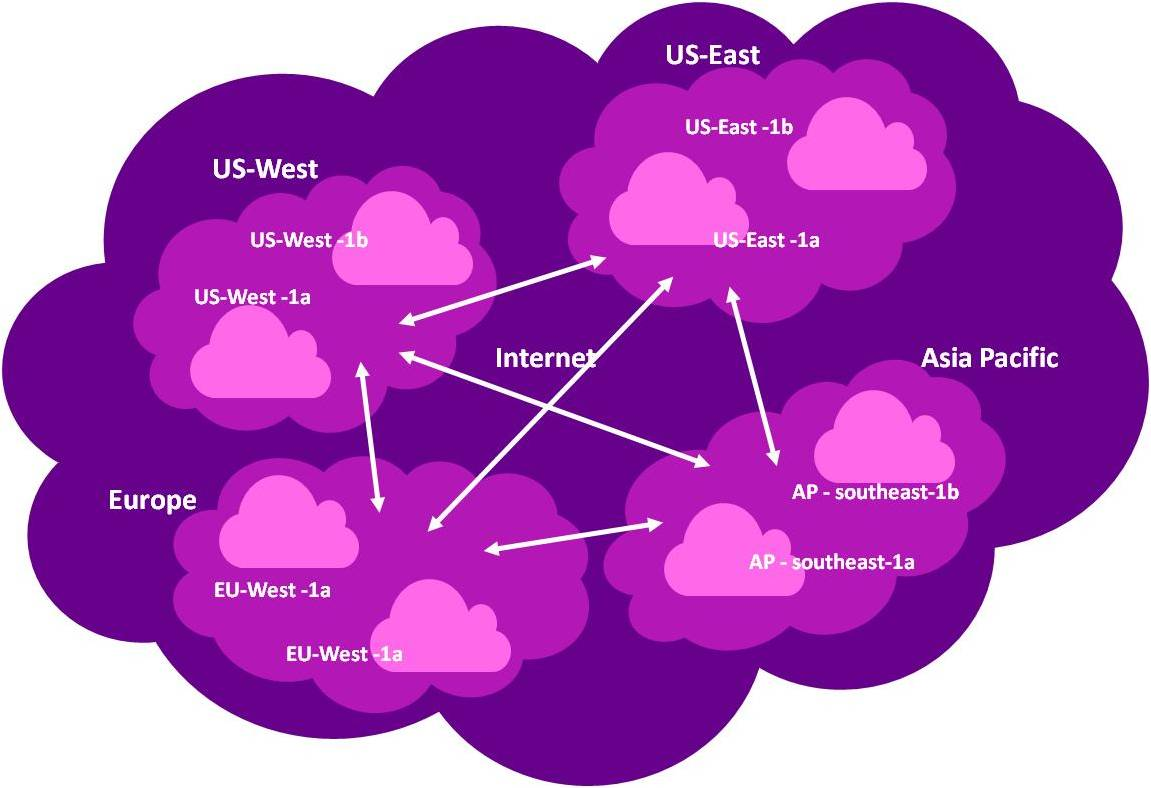 US-East
US-East -1b
US-West
US-West -1b
US-East -1a
US-West -1a
Internet
Asia Pacific
Europe
AP - southeast-1b
AP - southeast-1a
EU-West -1a
EU-West -1a